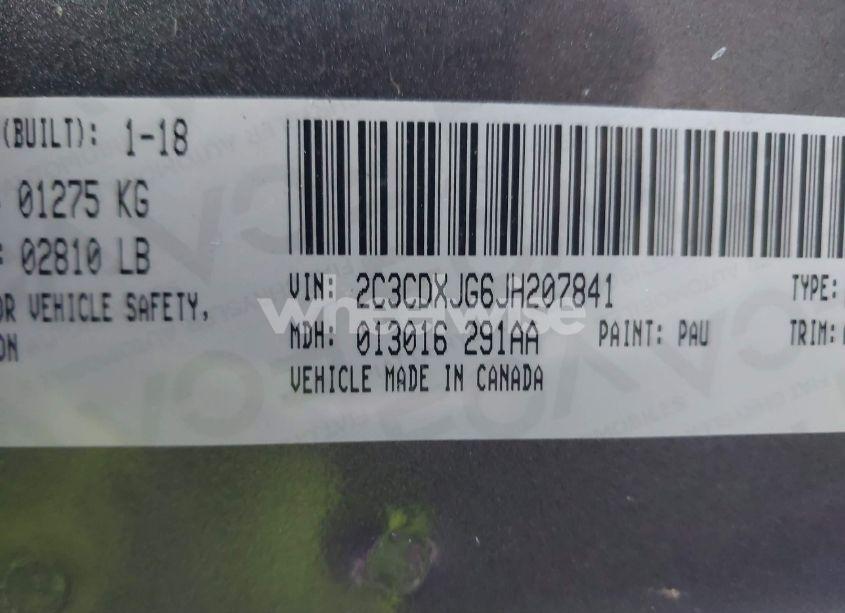 (BUILT): 1-18
01275 KG
02810 LB
VIN: 2C3CDXJG6JH207841
TYPE:
OR VEHICLE SAFETY,
wheelwise
MDH: 013016 291AA
PAINT: PAU
TRIM:
ON
VEHICLE MADE IN CANADA